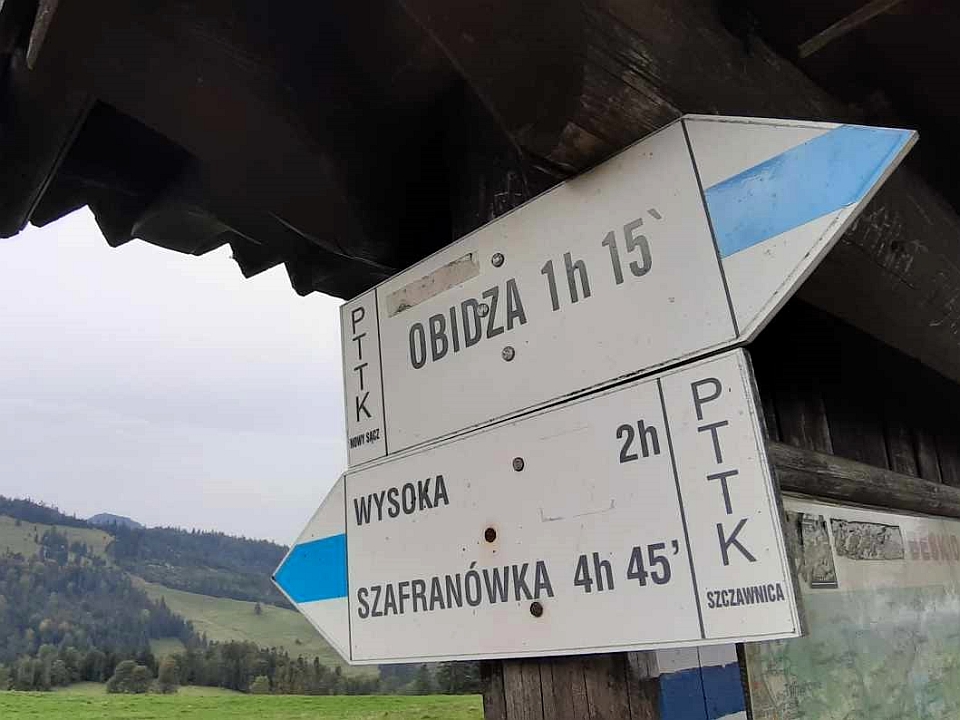 PTTK
NOWY SĄCZ
OBIDZA 1h 15`
WYSOKA 2h
SZAFRANÓWKA 4h 45'
PTTK
SZCZAWNICA